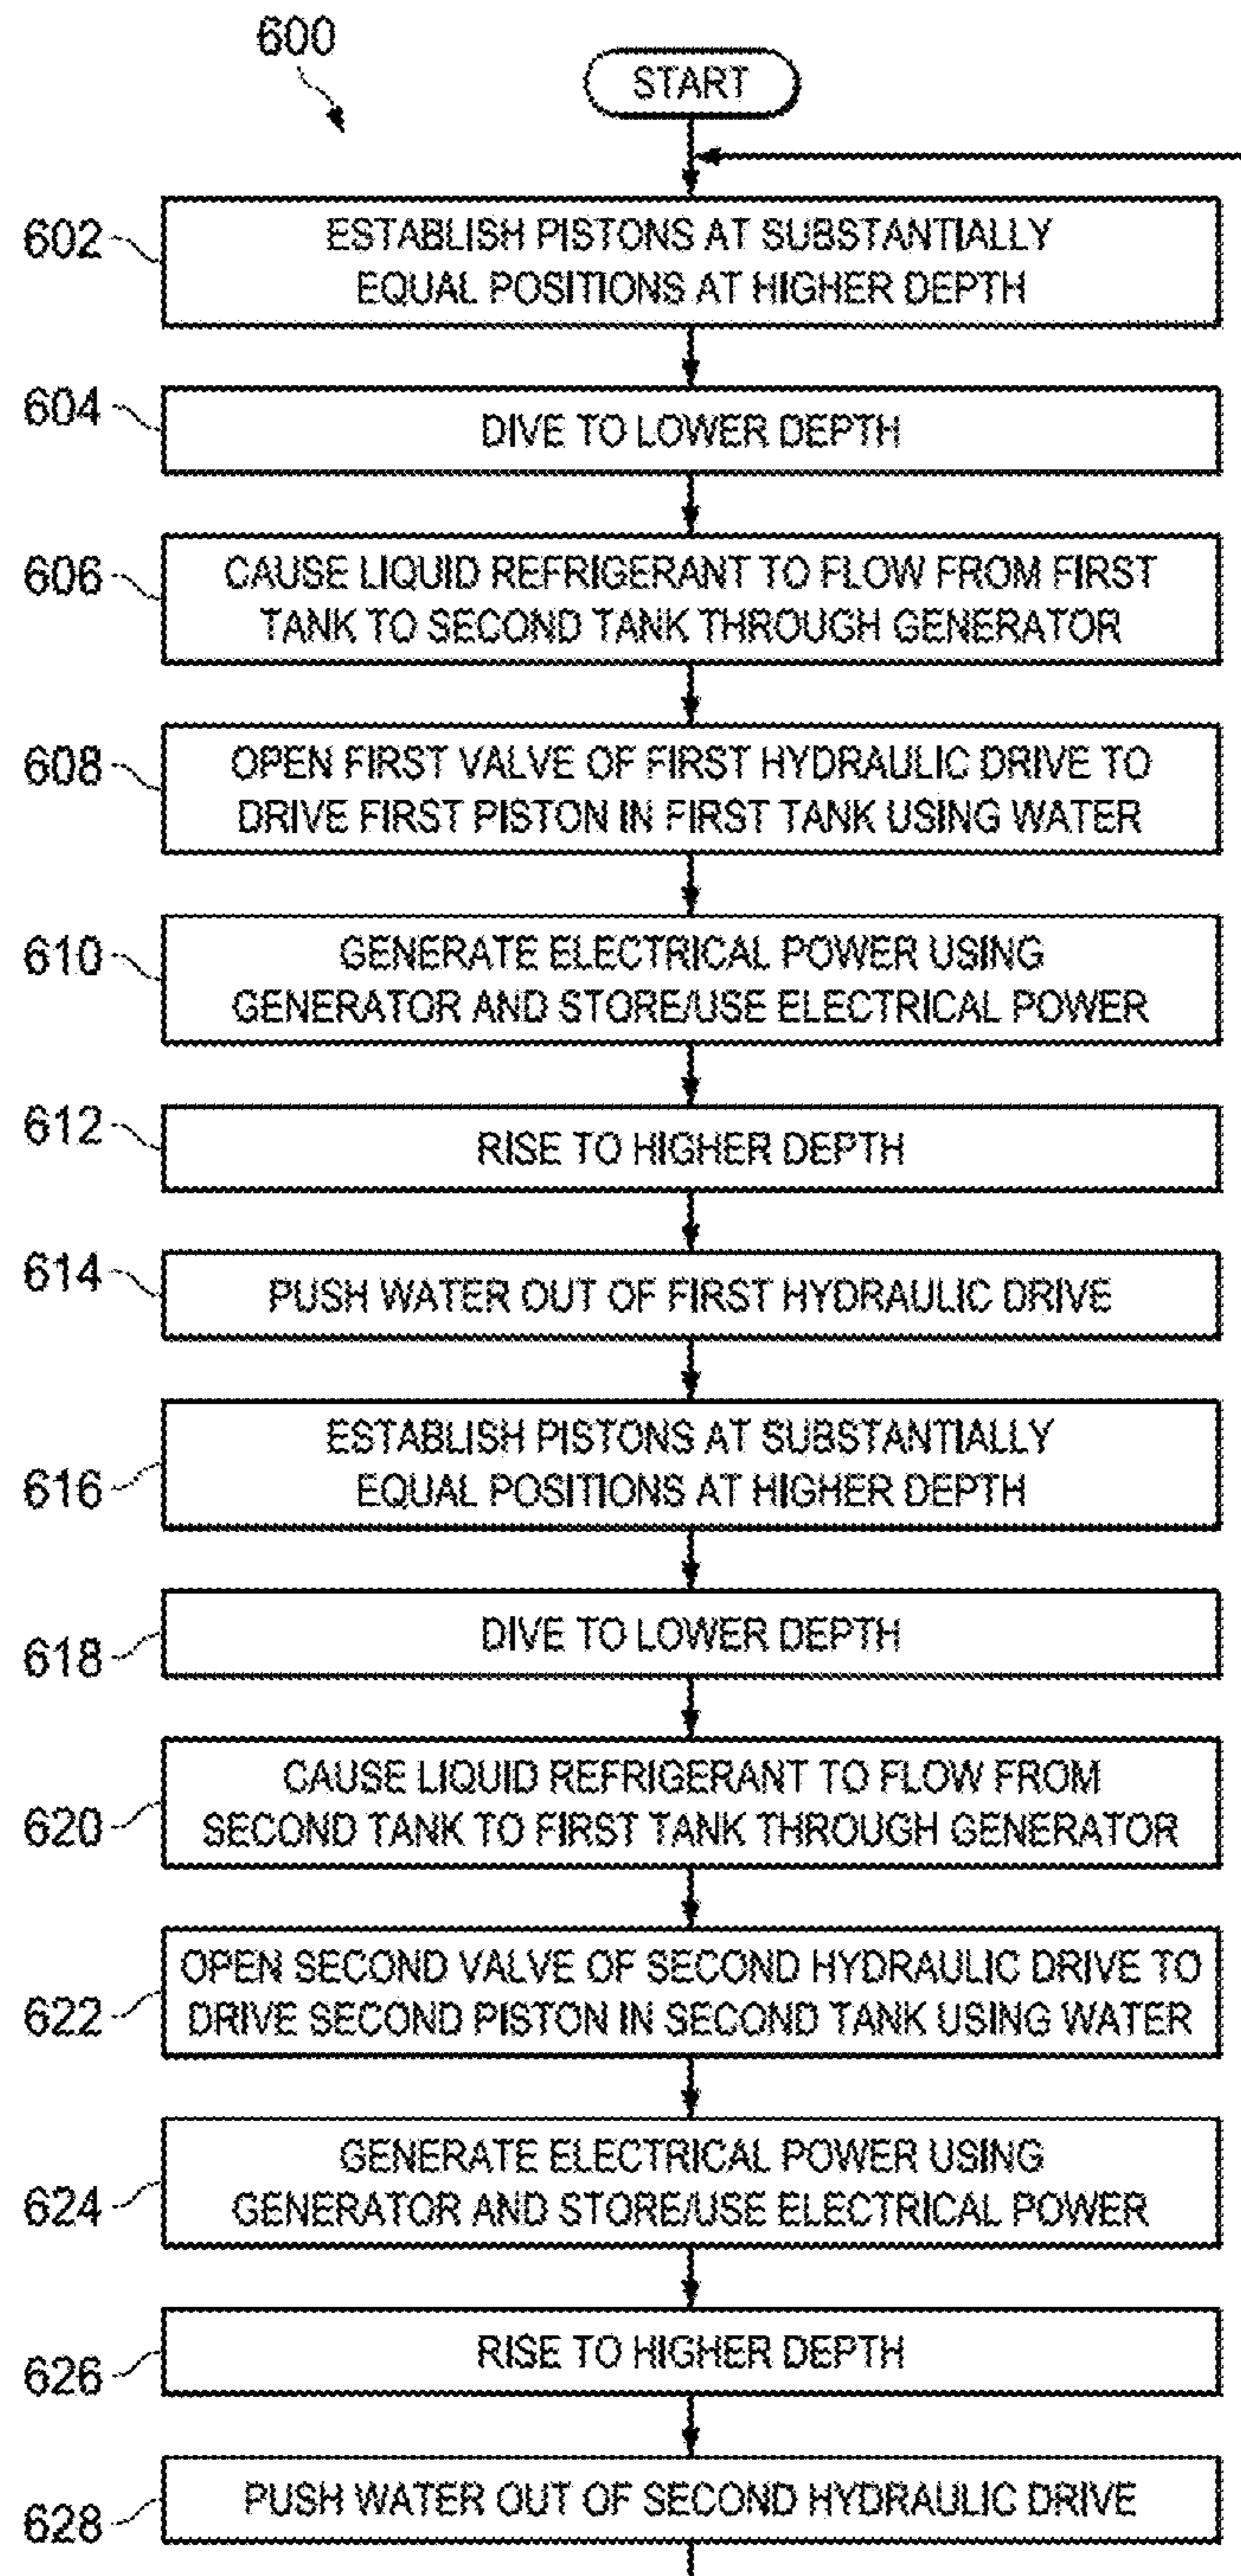 600
START
602
ESTABLISH PISTONS AT SUBSTANTIALLY
EQUAL POSITIONS AT HIGHER DEPTH
604
DIVE TO LOWER DEPTH
606
CAUSE LIQUID REFRIGERANT TO FLOW FROM FIRST
TANK TO SECOND TANK THROUGH GENERATOR
608
OPEN FIRST VALVE OF FIRST HYDRAULIC DRIVE TO
DRIVE FIRST PISTON IN FIRST TANK USING WATER
610
GENERATE ELECTRICAL POWER USING
GENERATOR AND STORE/USE ELECTRICAL POWER
612
RISE TO HIGHER DEPTH
614
PUSH WATER OUT OF FIRST HYDRAULIC DRIVE
616
ESTABLISH PISTONS AT SUBSTANTIALLY
EQUAL POSITIONS AT HIGHER DEPTH
618
DIVE TO LOWER DEPTH
620
CAUSE LIQUID REFRIGERANT TO FLOW FROM
SECOND TANK TO FIRST TANK THROUGH GENERATOR
622
OPEN SECOND VALVE OF SECOND HYDRAULIC DRIVE TO
DRIVE SECOND PISTON IN SECOND TANK USING WATER
624
GENERATE ELECTRICAL POWER USING
GENERATOR AND STORE/USE ELECTRICAL POWER
626
RISE TO HIGHER DEPTH
628
PUSH WATER OUT OF SECOND HYDRAULIC DRIVE